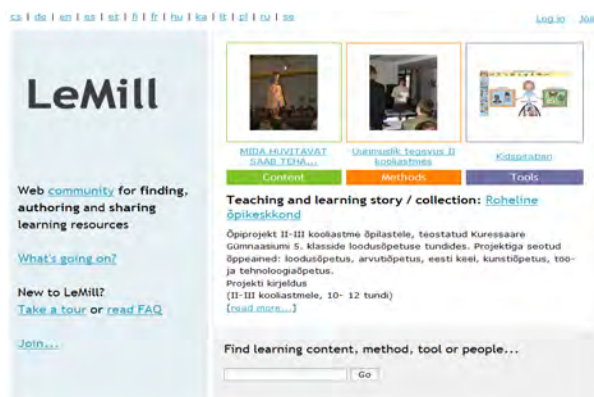 cs | de | en | es | et | fi | fr | hu | ka | lt | pl | ru | se
Log in Join
LeMill
MIDA HUVITAVAT
SAAB TEHA...
Uurimuslik tegevus II
kooliastmes
Content
Methods
Tools
Web community for finding,
authoring and sharing
learning resources
What's going on?
New to LeMill?
Take a tour or read FAQ
Join...
Teaching and learning story / collection: Roheline
õpikeskkond
Õpiprojekt II-III kooliastme õpilastele, teostatud Kuressaare
Gümnaasiumi 5. klasside loodusõpetuse tundides. Projektiga seotud
õppeained: loodusõpetus, arvutiõpetus, eesti keel, kunstiõpetus, töö-
ja tehnoloogiaõpetus.
Projekti kirjeldus
(II-III kooliastmele, 10- 12 tundi)
[read more...]
Find learning content, method, tool or people...
Go